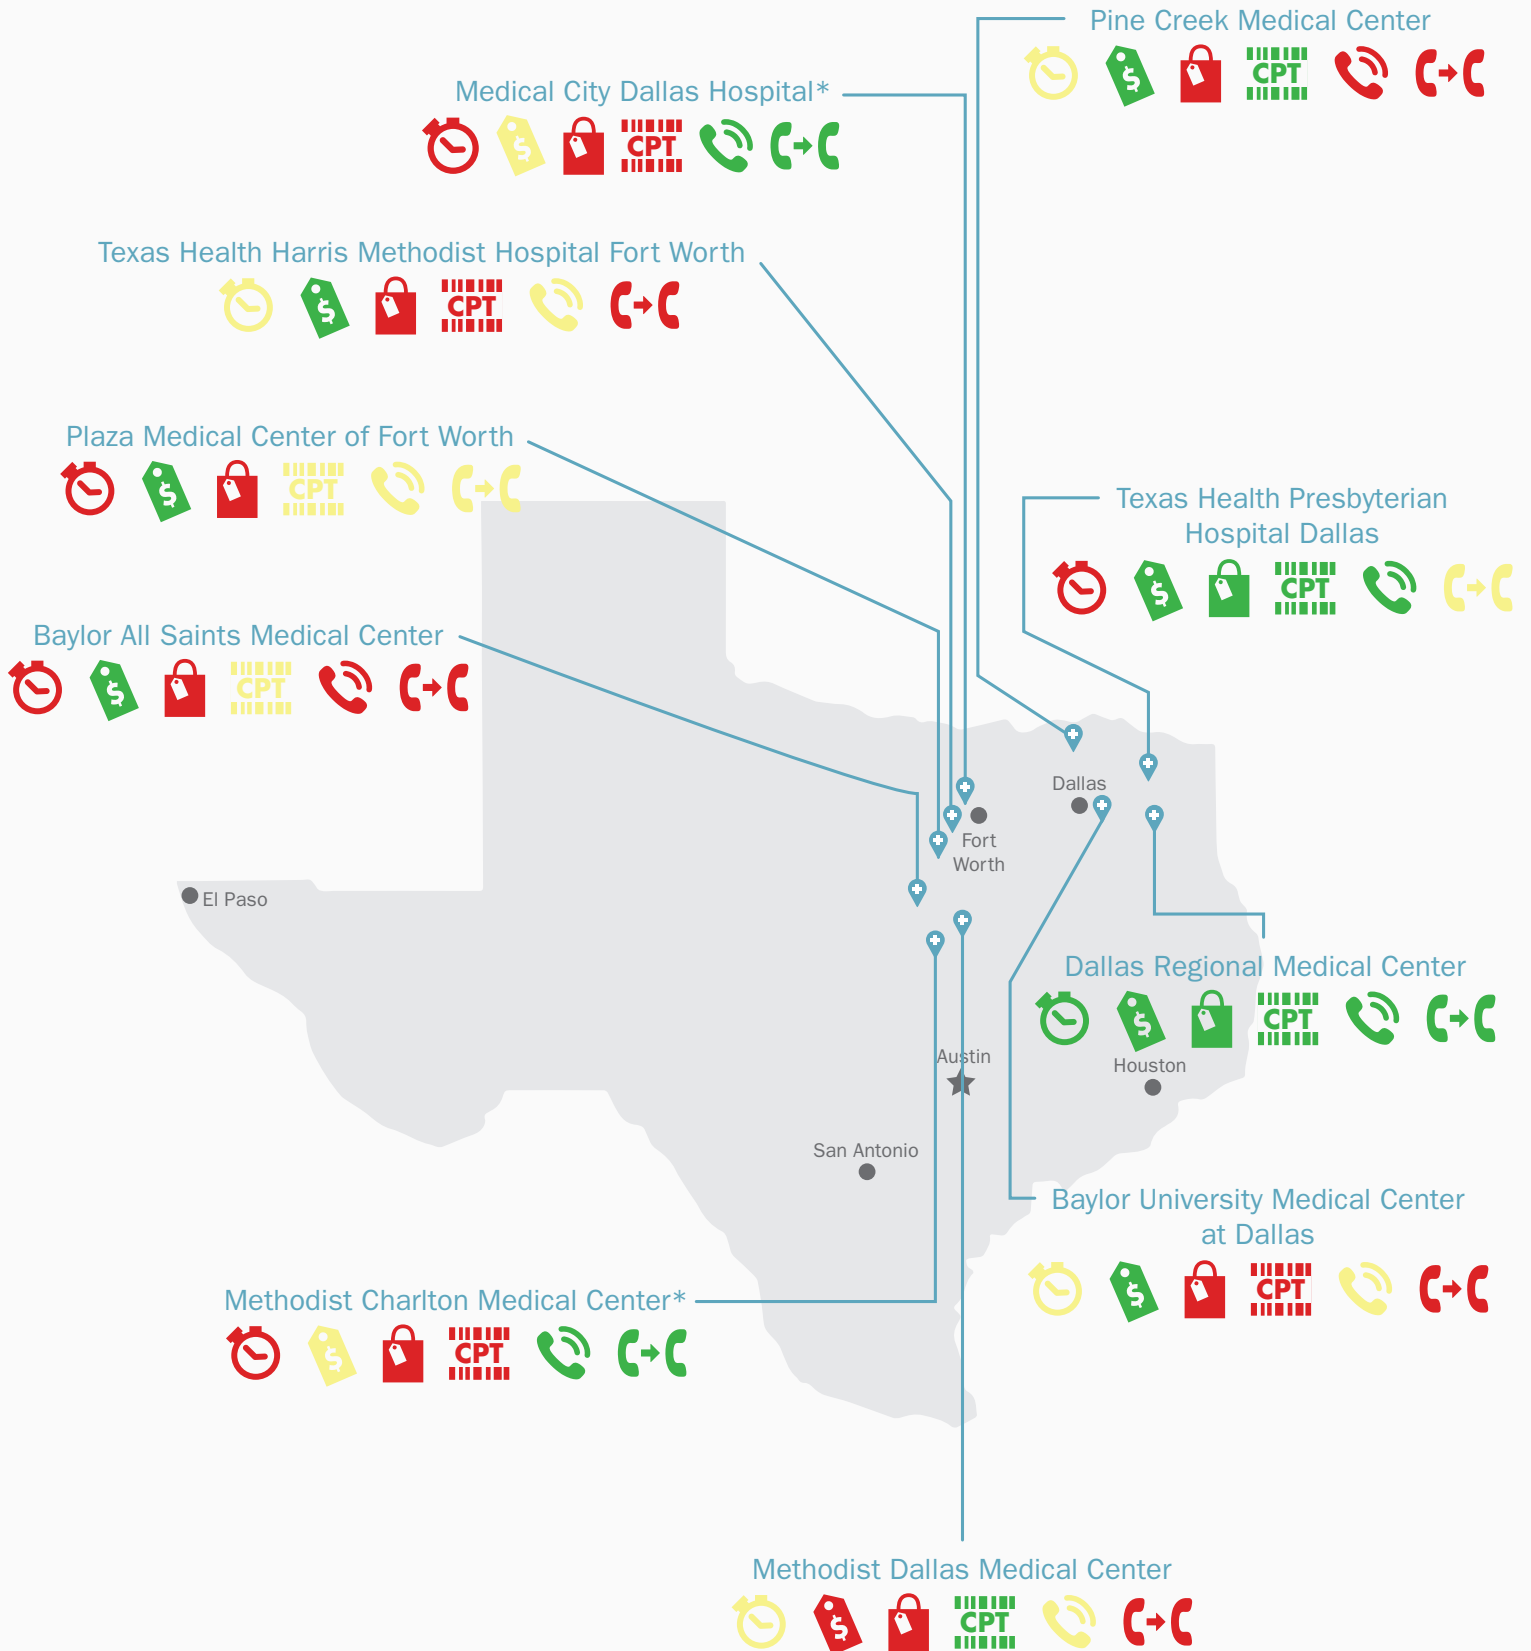 Pine Creek Medical Center
$ CPT
Medical City Dallas Hospital*
$ CPT
Texas Health Harris Methodist Hospital Fort Worth
$ CPT
Plaza Medical Center of Fort Worth
$ CPT
Texas Health Presbyterian
Hospital Dallas
$ CPT
Baylor All Saints Medical Center
$ CPT
Dallas
Fort
Worth
El Paso
Dallas Regional Medical Center
$ CPT
Austin
Houston
San Antonio
Baylor University Medical Center
at Dallas
$ CPT
Methodist Charlton Medical Center*
$ CPT
Methodist Dallas Medical Center
$ CPT